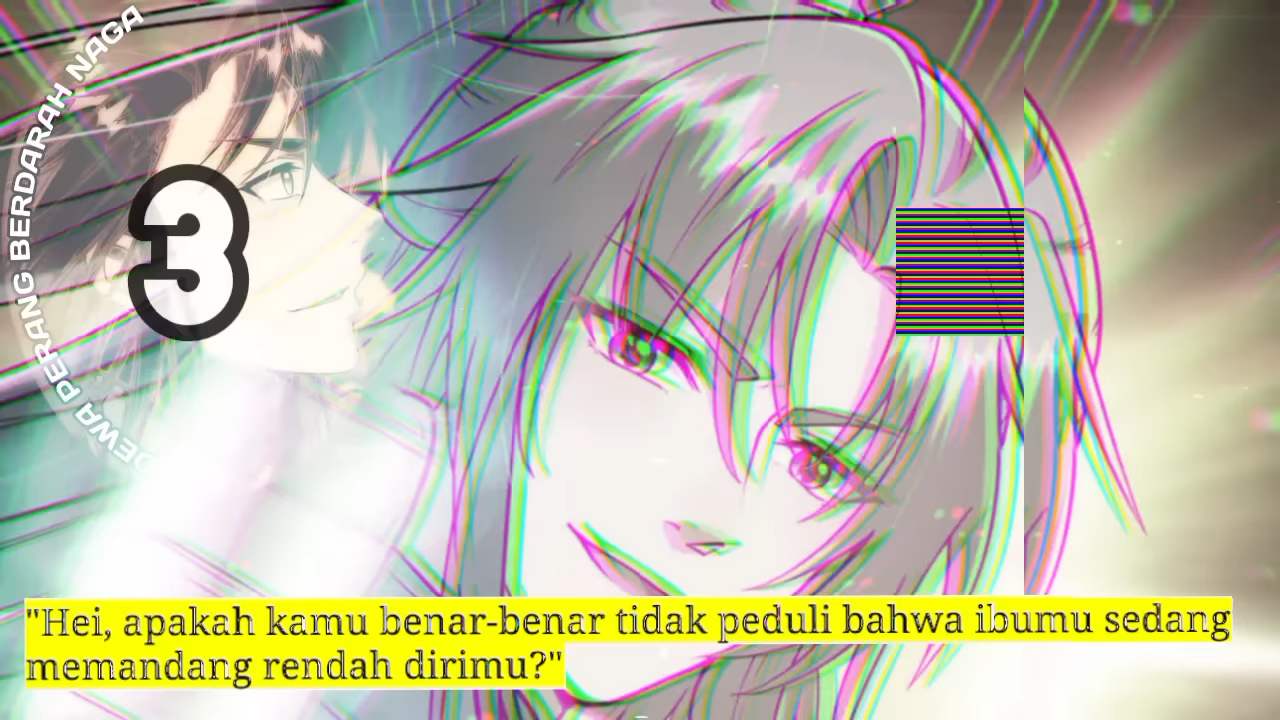 DEWA PERANG BERDARAH NAGA
3
"Hei, apakah kamu benar-benar tidak peduli bahwa ibumu sedang
memandang rendah dirimu?"